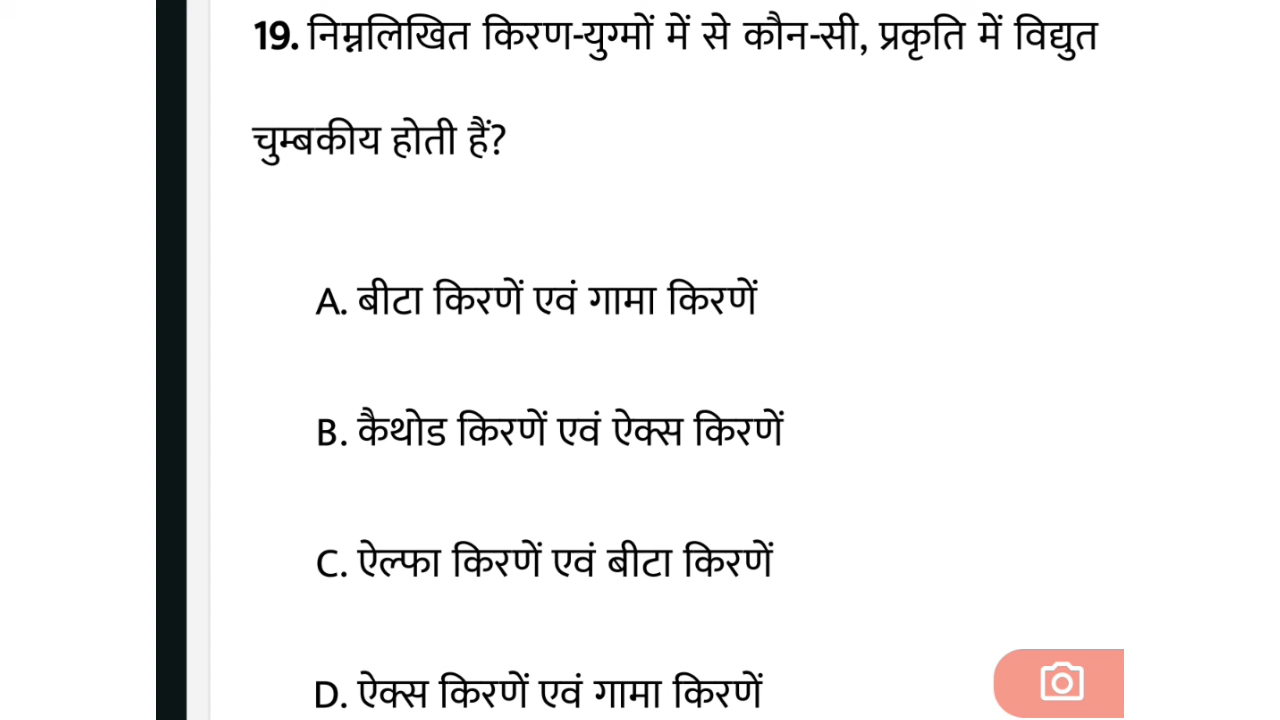 19. निम्नलिखित किरण-युग्मों में से कौन-सी, प्रकृति में विद्युत
चुम्बकीय होती हैं?
A. बीटा किरणें एवं गामा किरणें
B. कैथोड किरणें एवं ऐक्स किरणें
C. ऐल्फा किरणें एवं बीटा किरणें
D. ऐक्स किरणें एवं गामा किरणें